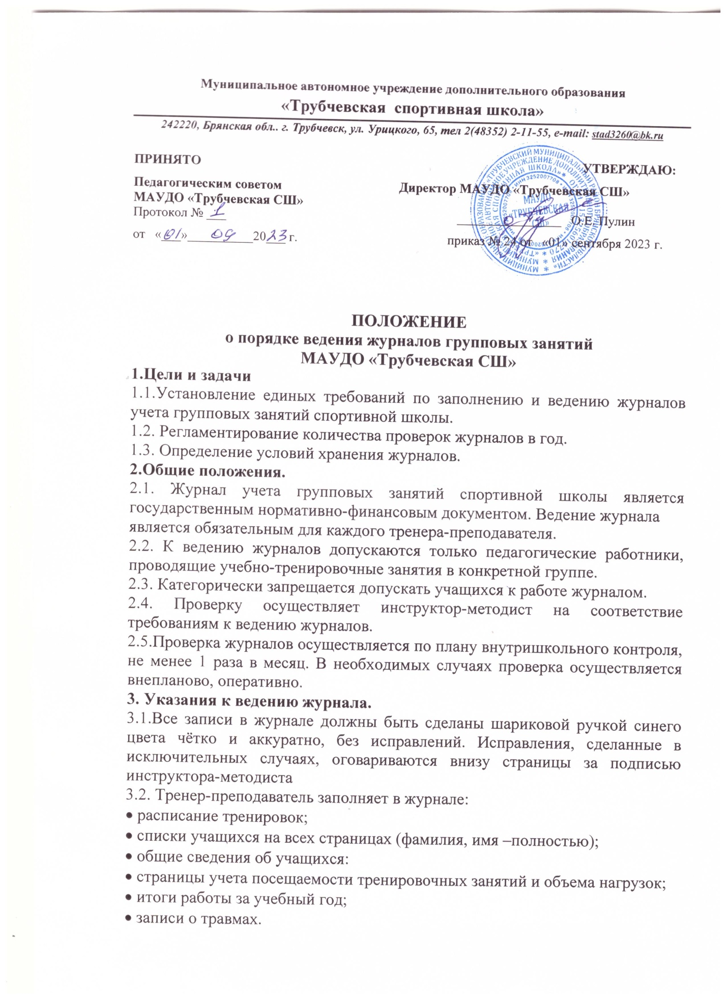 Муниципальное автономное учреждение дополнительного образования
«Трубчевская спортивная школа»
242220, Брянская обл.. г. Трубчевск, ул. Урицкого, 65, тел 2(48352) 2-11-55, e-mail: stad3260@bk.ru
ПРИНЯТО
Педагогическим советом
МАУДО «Трубчевская СШ»
Протокол № 1
от «01» 09 2023 г.
УТВЕРЖДАЮ:
Директор МАУДО «Трубчевская СШ»
О.Е. Пулин
приказ № 24 от «01» сентября 2023 г.
МАУДО
«ТРУБЧЕВСКАЯ
СШ»
ПОЛОЖЕНИЕ
о порядке ведения журналов групповых занятий
МАУДО «Трубчевская СШ»
1.Цели и задачи
1.1.Установление единых требований по заполнению и ведению журналов
учета групповых занятий спортивной школы.
1.2. Регламентирование количества проверок журналов в год.
1.3. Определение условий хранения журналов.
2.Общие положения.
2.1. Журнал учета групповых занятий спортивной школы является
государственным нормативно-финансовым документом. Ведение журнала
является обязательным для каждого тренера-преподавателя.
2.2. К ведению журналов допускаются только педагогические работники,
проводящие учебно-тренировочные занятия в конкретной группе.
2.3. Категорически запрещается допускать учащихся к работе журналом.
2.4. Проверку осуществляет инструктор-методист на соответствие
требованиям к ведению журналов.
2.5.Проверка журналов осуществляется по плану внутришкольного контроля,
не менее 1 раза в месяц. В необходимых случаях проверка осуществляется
внепланово, оперативно.
3. Указания к ведению журнала.
3.1.Все записи в журнале должны быть сделаны шариковой ручкой синего
цвета чётко и аккуратно, без исправлений. Исправления, сделанные в
исключительных случаях, оговариваются внизу страницы за подписью
инструктора-методиста
3.2. Тренер-преподаватель заполняет в журнале:
• расписание тренировок;
• списки учащихся на всех страницах (фамилия, имя –полностью);
• общие сведения об учащихся:
• страницы учета посещаемости тренировочных занятий и объема нагрузок;
• итоги работы за учебный год;
• записи о травмах.